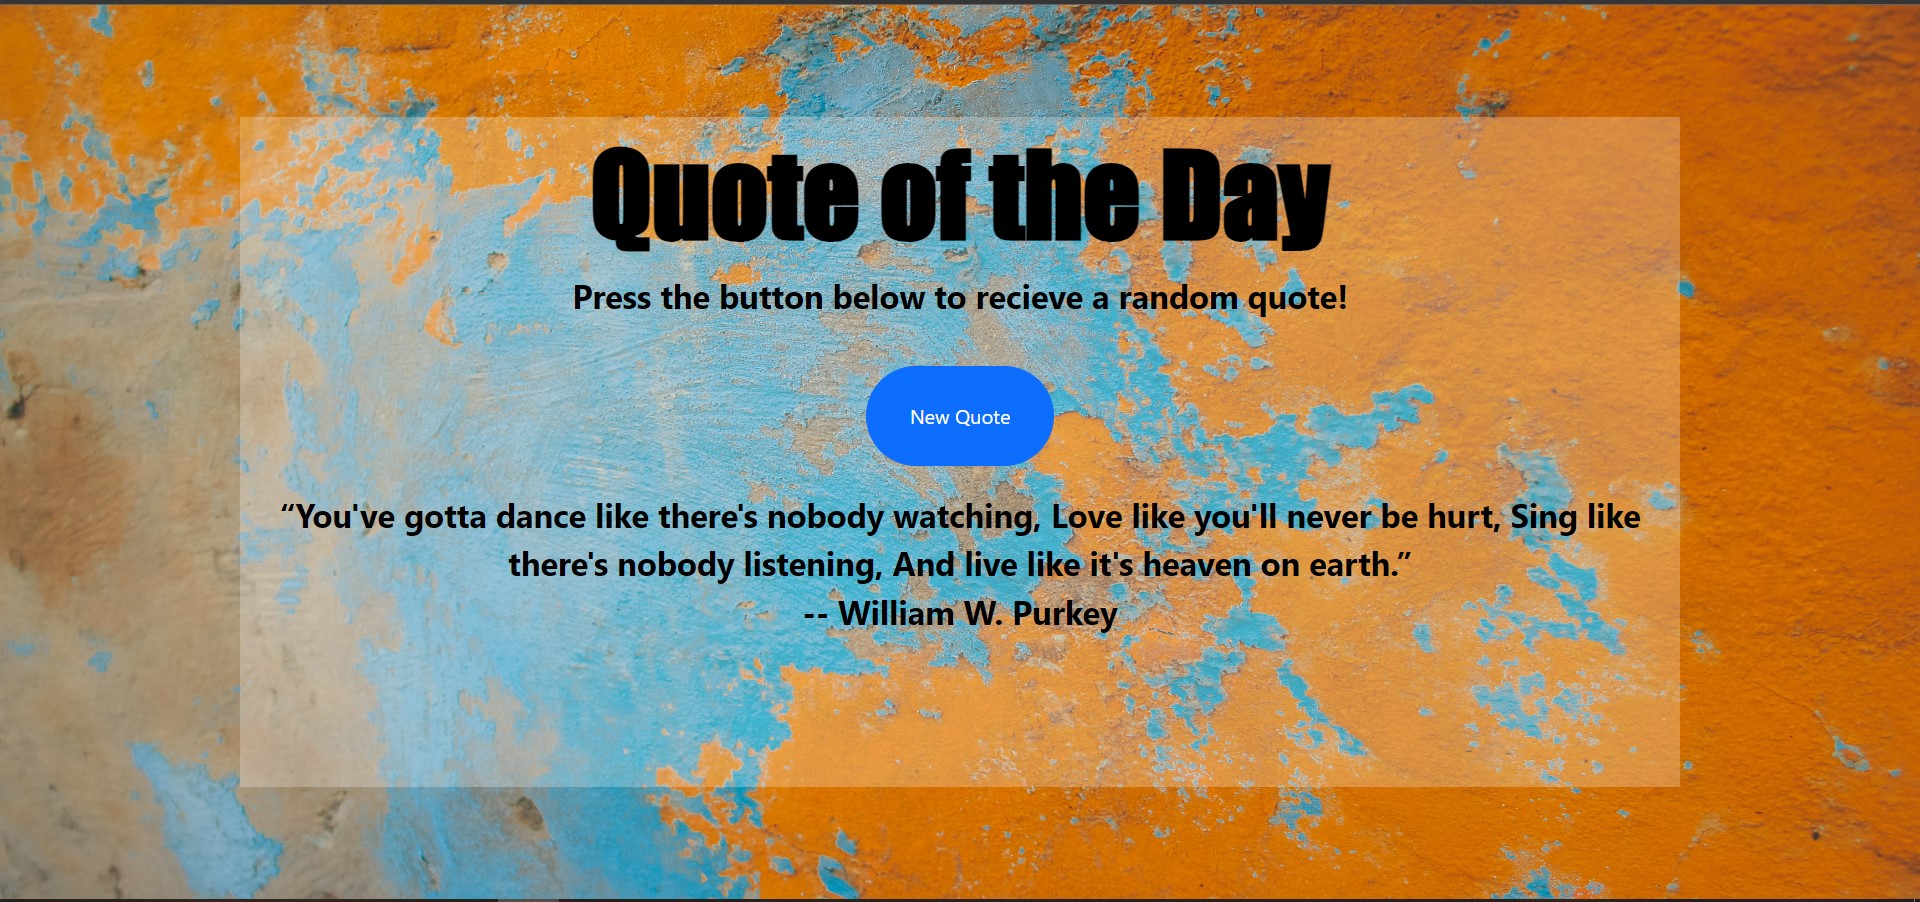 Quote of the Day
Press the button below to recieve a random quote!
New Quote
“You've gotta dance like there's nobody watching, Love like you'll never be hurt, Sing like
there's nobody listening, And live like it's heaven on earth.”
-- William W. Purkey